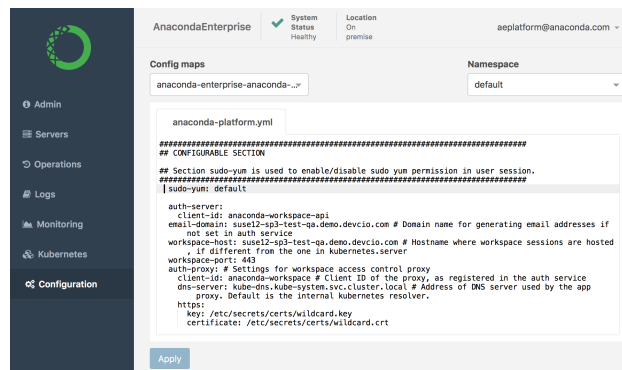 AnacondaEnterprise
System
Status
Healthy
Location
On
premise
aeplatform@anaconda.com
Admin
Servers
Operations
Logs
Monitoring
Kubernetes
Configuration
Config maps
anaconda-enterprise-anaconda-...
Namespace
default
anaconda-platform.yml
################################################################################
## CONFIGURABLE SECTION
## Section sudo-yum is used to enable/disable sudo yum permission in user session.
################################################################################
sudo-yum: default
auth-server:
client-id: anaconda-workspace-api
email-domain: suse12-sp3-test-qa.demo.devcio.com # Domain name for generating email addresses if
not set in auth service
workspace-host: suse12-sp3-test-qa.demo.devcio.com # Hostname where workspace sessions are hosted
, if different from the one in kubernetes.server
workspace-port: 443
auth-proxy: # Settings for workspace access control proxy
client-id: anaconda-workspace # Client ID of the proxy, as registered in the auth service
dns-server: kube-dns.kube-system.svc.cluster.local # Address of DNS server used by the app
proxy. Default is the internal kubernetes resolver.
https:
key: /etc/secrets/certs/wildcard.key
certificate: /etc/secrets/certs/wildcard.crt
Apply